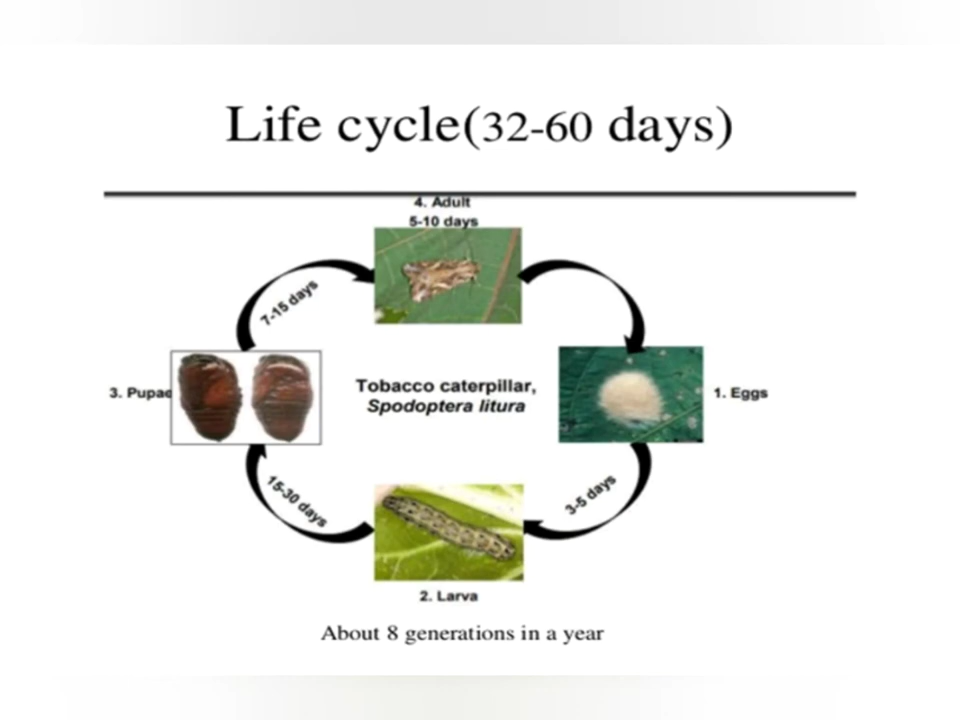 Life cycle(32-60 days)
4. Adult
5-10 days
7-15 days
3. Pupae
Tobacco caterpillar,
Spodoptera litura
1. Eggs
15-30 days
3-5 days
2. Larva
About 8 generations in a year